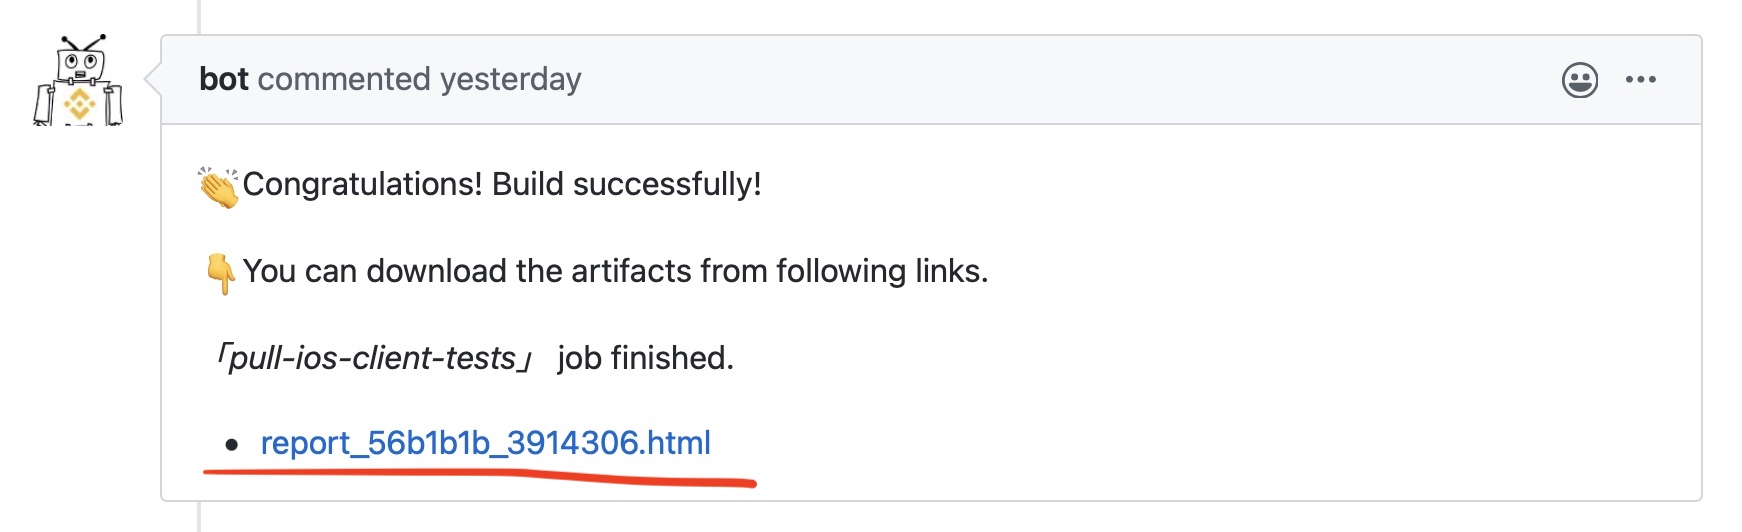 bot commented yesterday
👏Congratulations! Build successfully!
👇You can download the artifacts from following links.
「pull-ios-client-tests」 job finished.
• report_56b1b1b_3914306.html